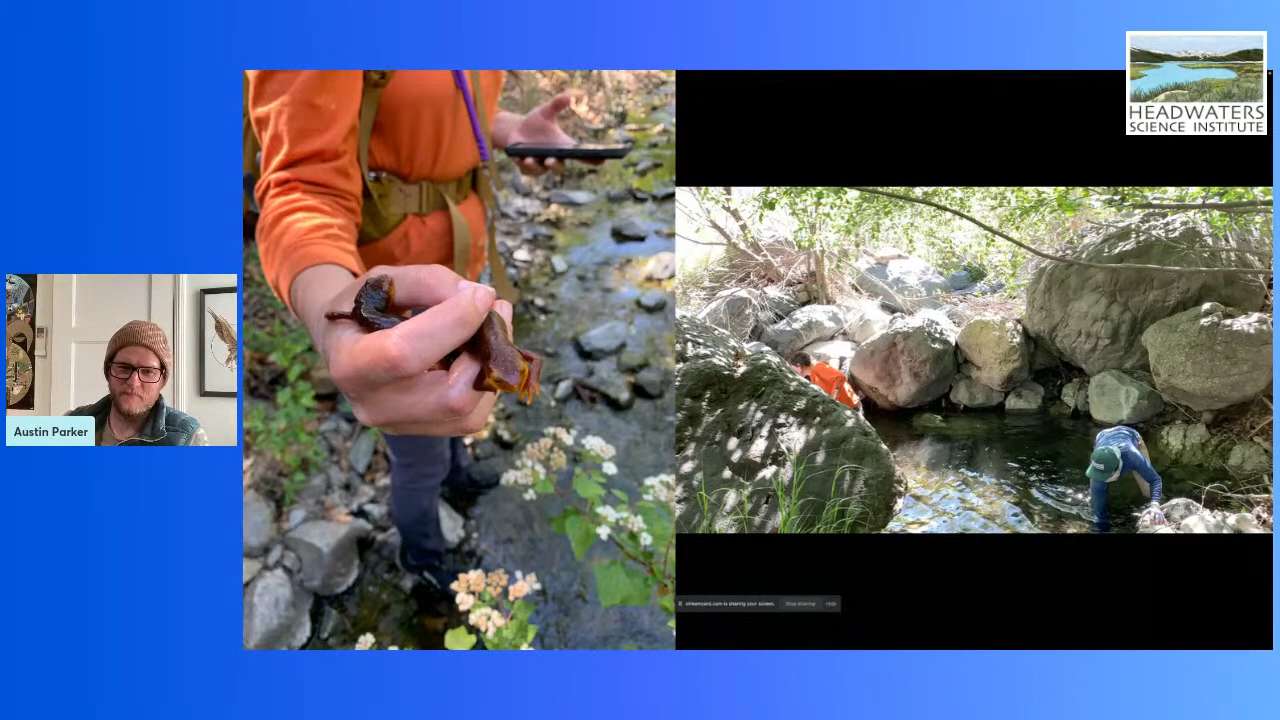 HEADWATERS
SCIENCE INSTITUTE
Austin Parker
streamyard.com is sharing your screen.
Stop sharing
Hide